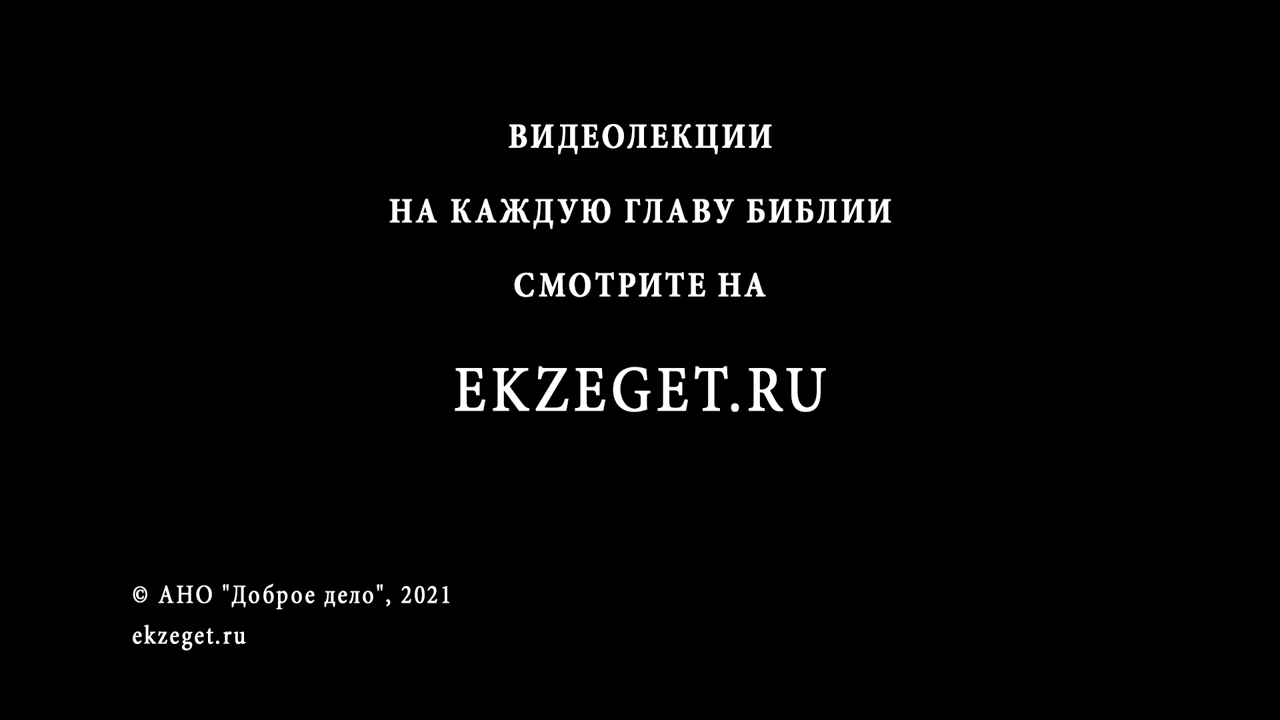 ВИДЕОЛЕКЦИИ
НА КАЖДУЮ ГЛАВУ БИБЛИИ
СМОТРИТЕ НА
EKZEGET.RU
© АНО "Доброе дело", 2021
ekzeget.ru